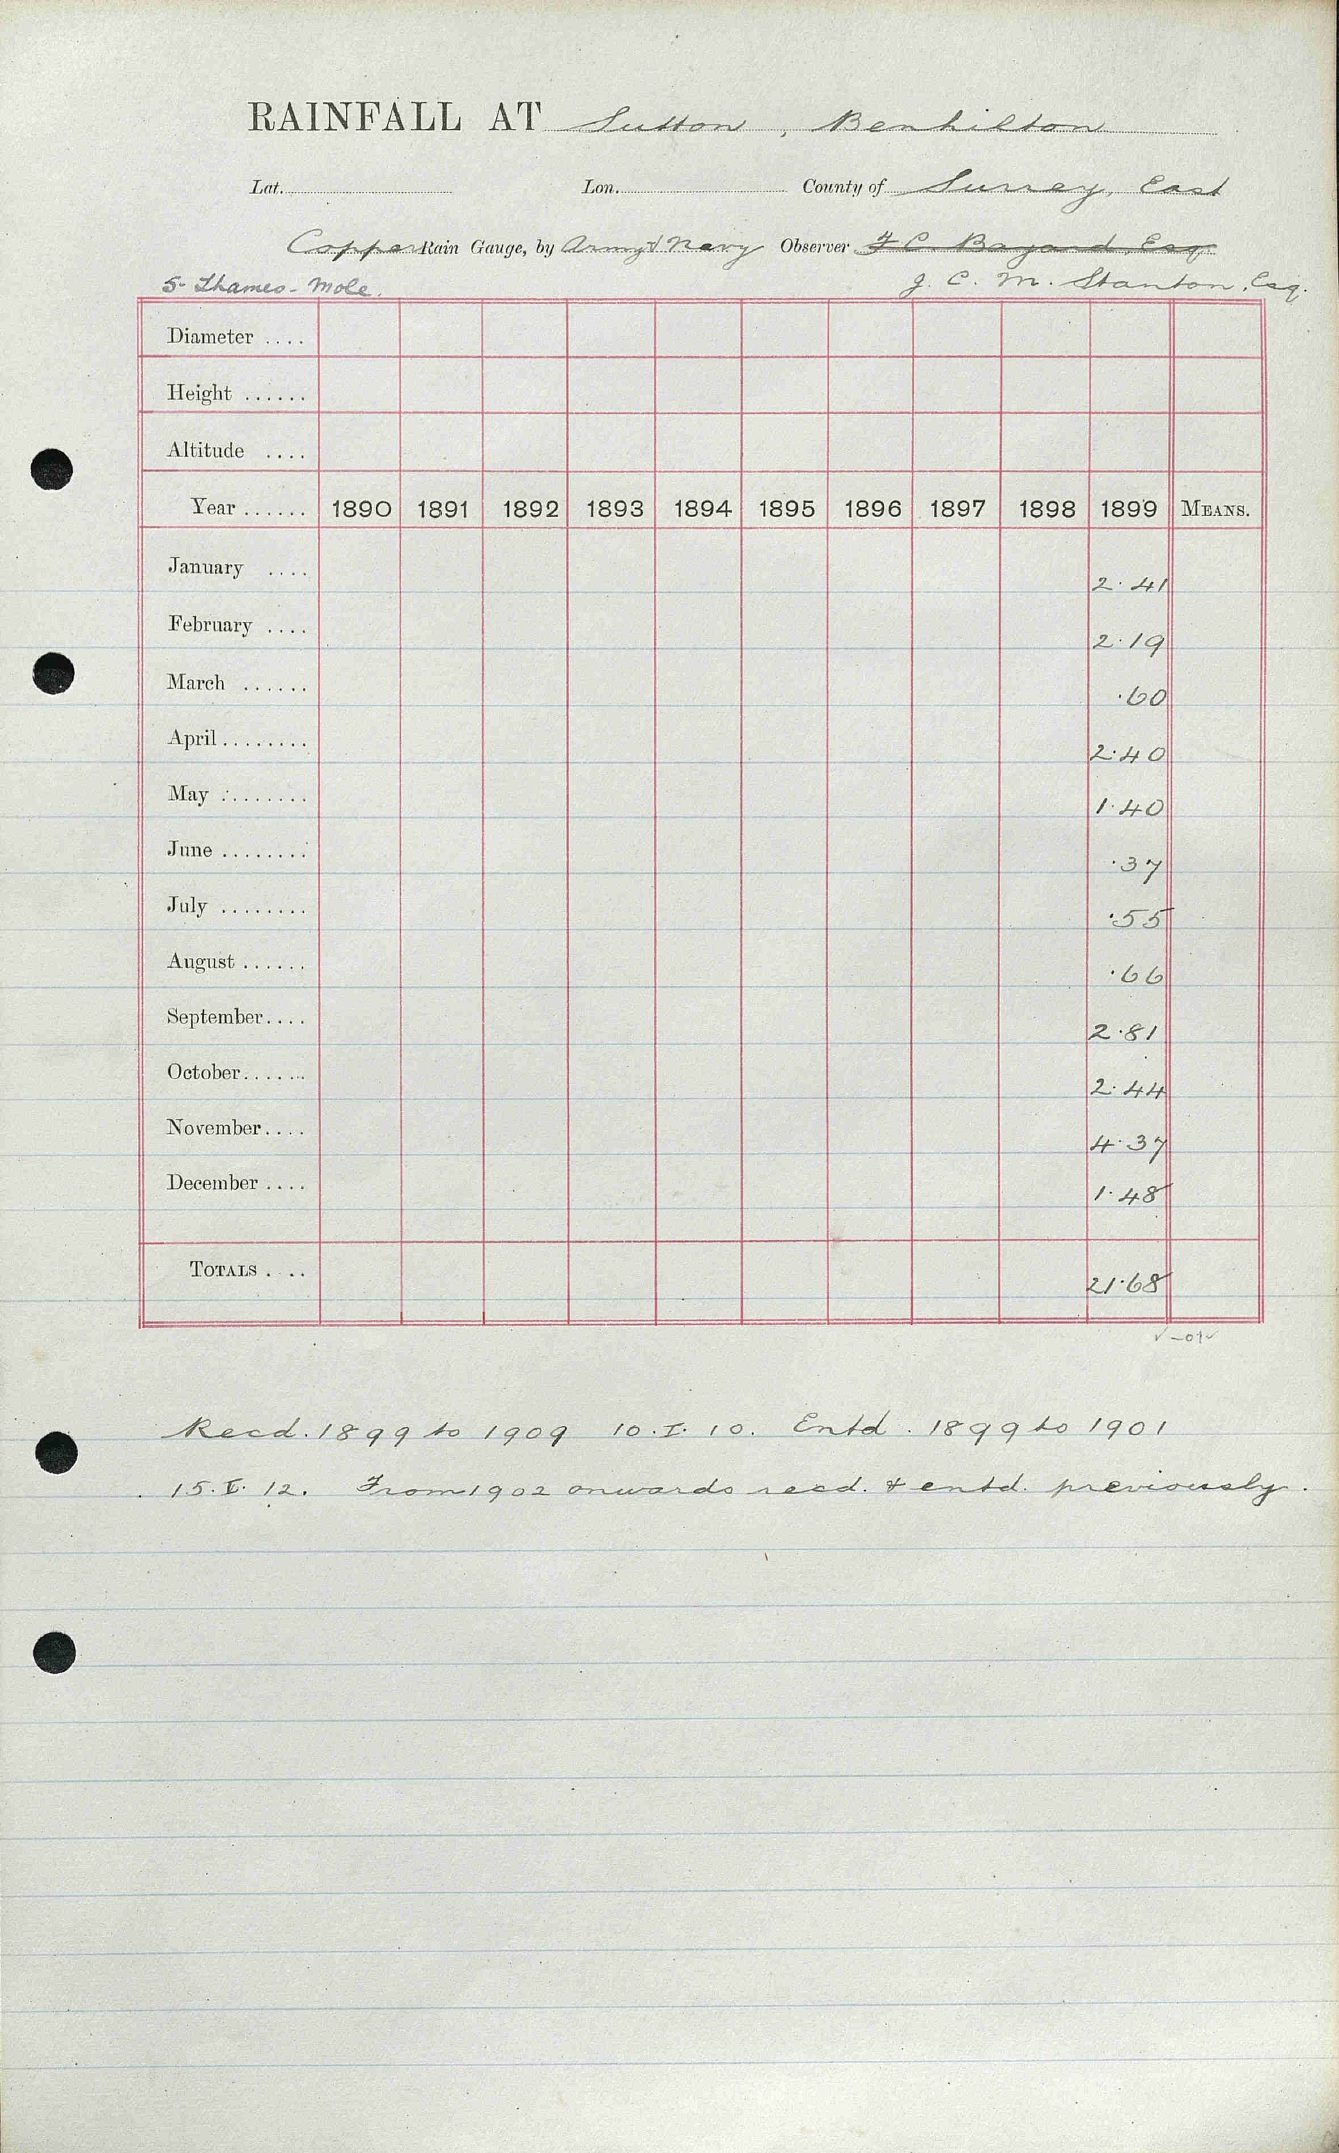 RAINFALL AT Sutton, Benhilton
Lat. Lon. County of Surrey, East
Copper Rain Gauge, by Army & Navy Observer F C. Bayard, Esq.
5- Thames - Mole. J. C. M. Stanton, Esq.
Diameter ....
Height ......
Altitude ....
Year ...... 1890 1891 1892 1893 1894 1895 1896 1897 1898 1899 MEANS.
January .... 2.41
February .... 2.19
March ...... .60
April........ 2.40
May ........ 1.40
June ........ .37
July ........ .55
August ...... .66
September.... 2.81
October...... 2.44
November.... 4.37
December .... 1.48
TOTALS .... 21.68
Recd. 1899 to 1909 10.I.10. Entd. 1899 to 1901
15.I.12. From 1902 onwards recd. & entd. previously.